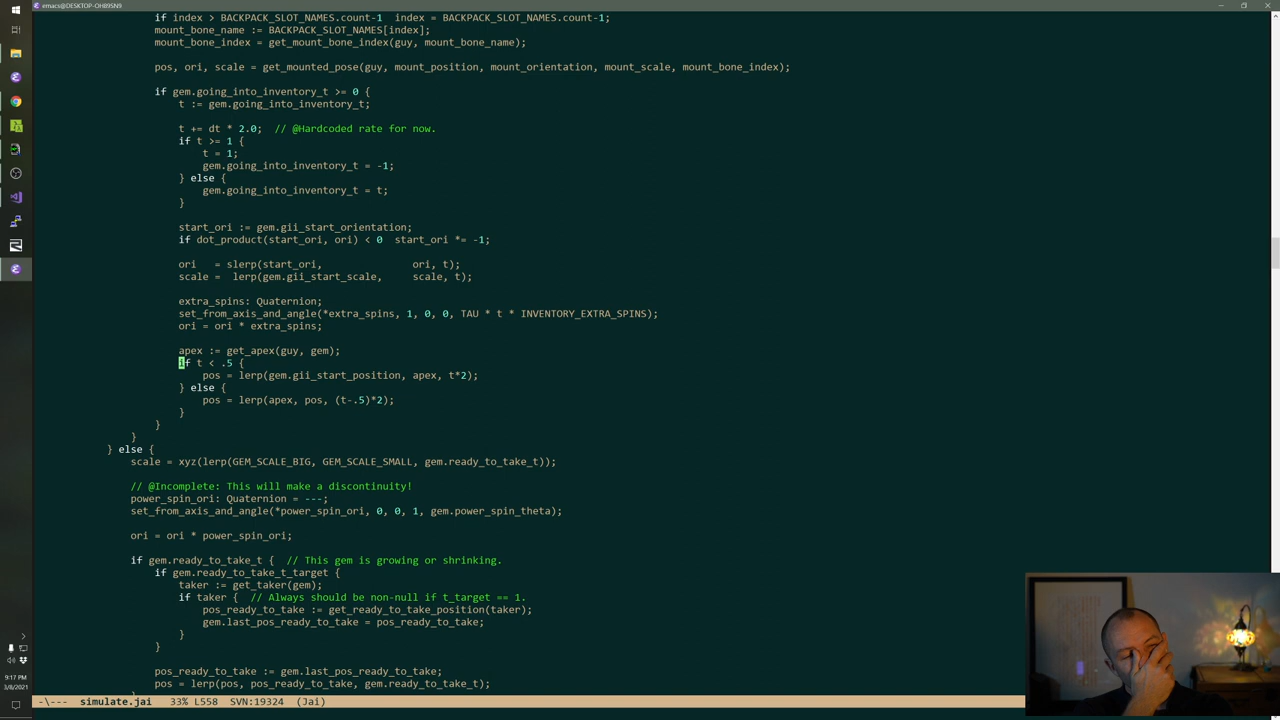 emacs@DESKTOP-OH89SN9
if index > BACKPACK_SLOT_NAMES.count-1  index = BACKPACK_SLOT_NAMES.count-1;
mount_bone_name := BACKPACK_SLOT_NAMES[index];
mount_bone_index = get_mount_bone_index(guy, mount_bone_name);
pos, ori, scale = get_mounted_pose(guy, mount_position, mount_orientation, mount_scale, mount_bone_index);
if gem.going_into_inventory_t >= 0 {
t := gem.going_into_inventory_t;
t += dt * 2.0;  // @Hardcoded rate for now.
if t >= 1 {
t = 1;
gem.going_into_inventory_t = -1;
} else {
gem.going_into_inventory_t = t;
}
start_ori := gem.gii_start_orientation;
if dot_product(start_ori, ori) < 0  start_ori *= -1;
ori   = slerp(start_ori,               ori, t);
scale =  lerp(gem.gii_start_scale,     scale, t);
extra_spins: Quaternion;
set_from_axis_and_angle(*extra_spins, 1, 0, 0, TAU * t * INVENTORY_EXTRA_SPINS);
ori = ori * extra_spins;
apex := get_apex(guy, gem);
if t < .5 {
pos = lerp(gem.gii_start_position, apex, t*2);
} else {
pos = lerp(apex, pos, (t-.5)*2);
}
}
}
} else {
scale = xyz(lerp(GEM_SCALE_BIG, GEM_SCALE_SMALL, gem.ready_to_take_t));
// @Incomplete: This will make a discontinuity!
power_spin_ori: Quaternion = ---;
set_from_axis_and_angle(*power_spin_ori, 0, 0, 1, gem.power_spin_theta);
ori = ori * power_spin_ori;
if gem.ready_to_take_t {  // This gem is growing or shrinking.
if gem.ready_to_take_t_target {
taker := get_taker(gem);
if taker {  // Always should be non-null if t_target == 1.
pos_ready_to_take := get_ready_to_take_position(taker);
gem.last_pos_ready_to_take = pos_ready_to_take;
}
}
pos_ready_to_take := gem.last_pos_ready_to_take;
pos = lerp(pos, pos_ready_to_take, gem.ready_to_take_t);
9:17 PM
3/8/2021
-\---  simulate.jai   33% L558  SVN:19324  (Jai)